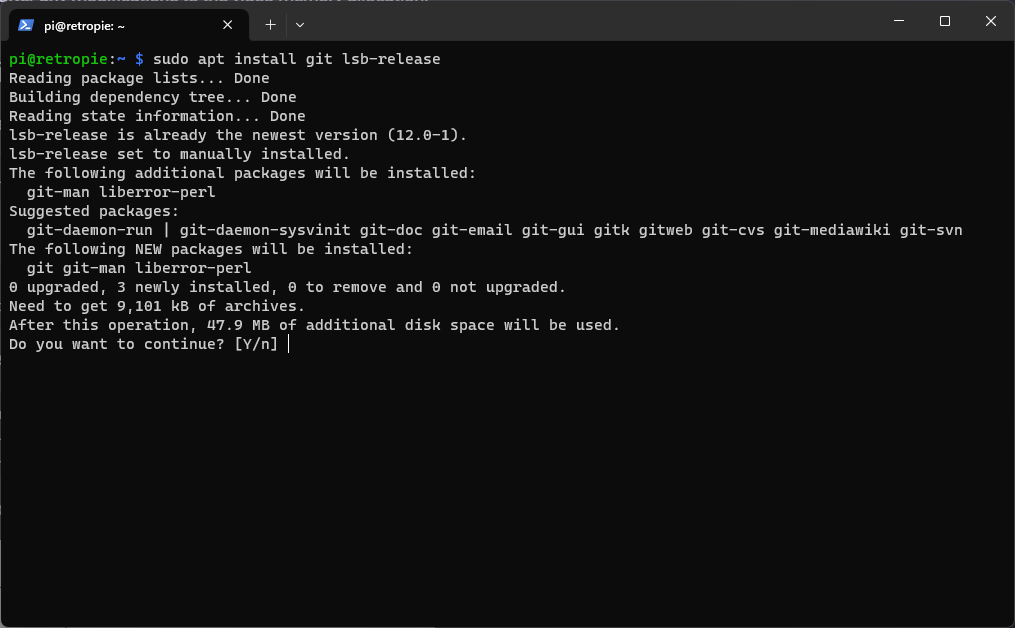 pi@retropie: ~
pi@retropie:~ $ sudo apt install git lsb-release
Reading package lists... Done
Building dependency tree... Done
Reading state information... Done
lsb-release is already the newest version (12.0-1).
lsb-release set to manually installed.
The following additional packages will be installed:
  git-man liberror-perl
Suggested packages:
  git-daemon-run | git-daemon-sysvinit git-doc git-email git-gui gitk gitweb git-cvs git-mediawiki git-svn
The following NEW packages will be installed:
  git git-man liberror-perl
0 upgraded, 3 newly installed, 0 to remove and 0 not upgraded.
Need to get 9,101 kB of archives.
After this operation, 47.9 MB of additional disk space will be used.
Do you want to continue? [Y/n]